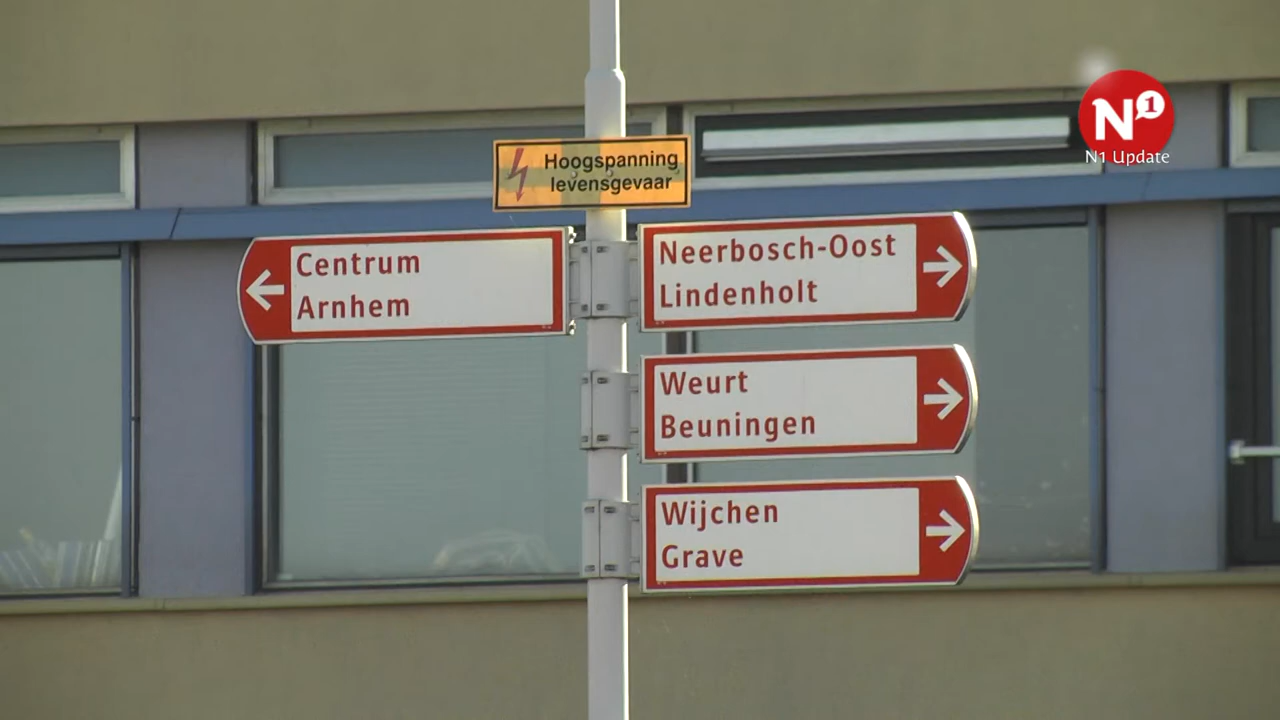 N1
N1 Update
Hoogspanning
levensgevaar
Centrum
Arnhem
Neerbosch-Oost
Lindenholt
Weurt
Beuningen
Wijchen
Grave